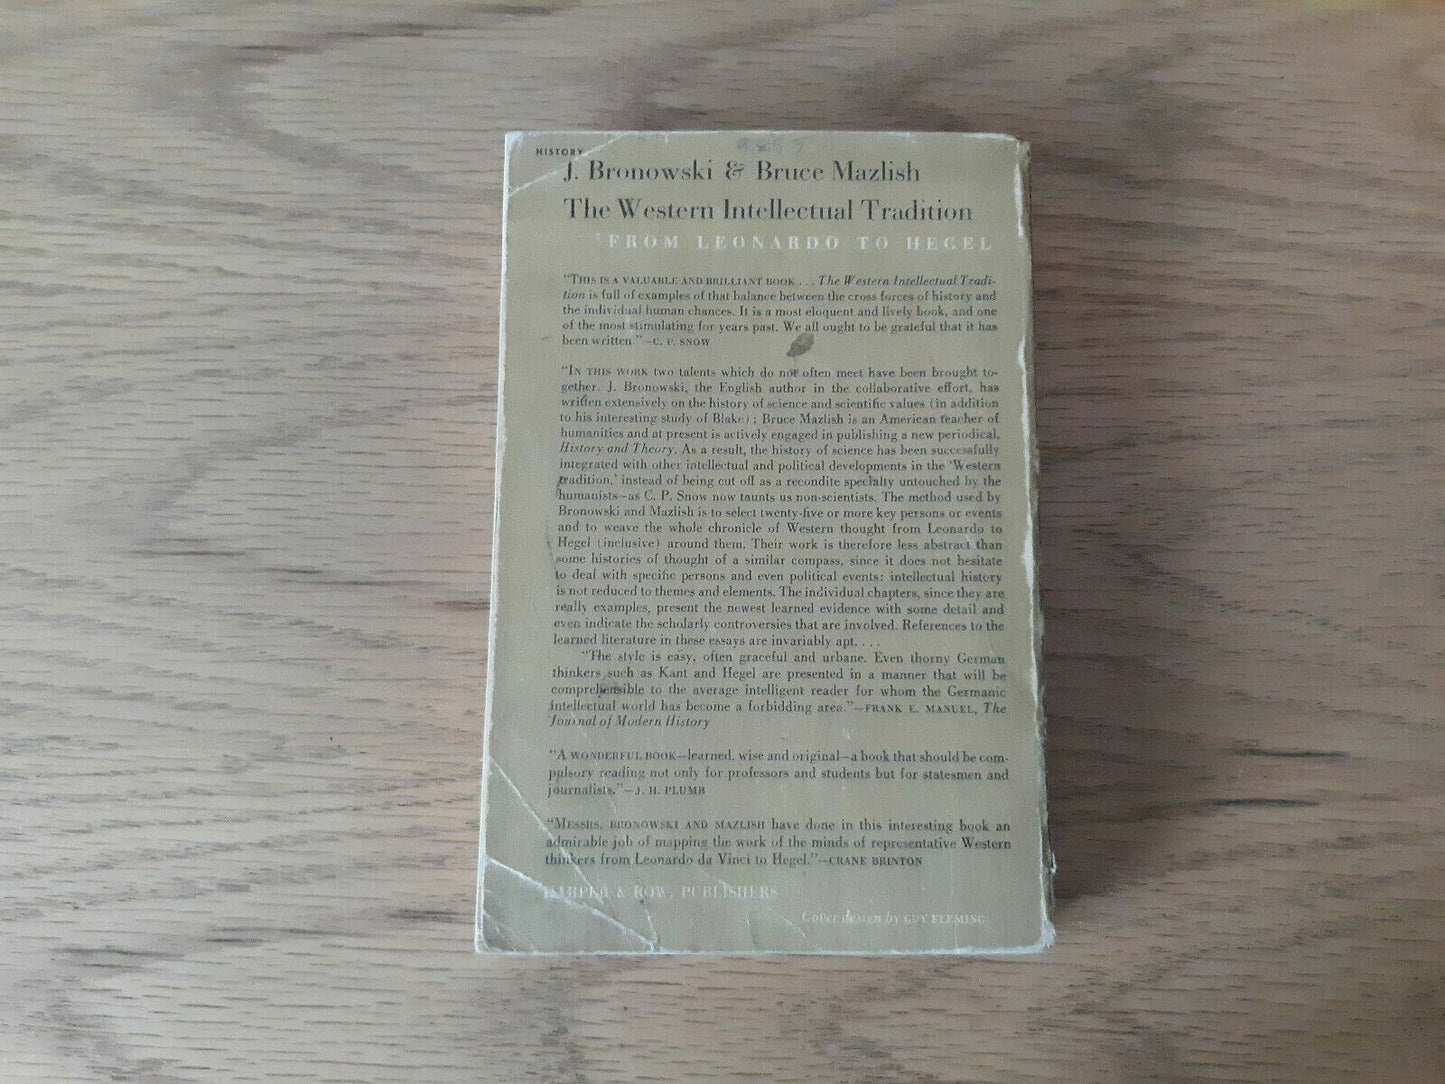 HISTORY
J. Bronowski & Bruce Mazlish
The Western Intellectual Tradition
FROM LEONARDO TO HEGEL
"THIS IS A VALUABLE AND BRILLIANT BOOK . . . The Western Intellectual Tradi-
tion is full of examples of that balance between the cross forces of history and
the individual human chances. It is a most eloquent and lively book, and one
of the most stimulating for years past. We all ought to be grateful that it has
been written"—C. P. SNOW
"IN THIS WORK two talents which do not often meet have been brought to-
gether. J. Bronowski, the English author in the collaborative effort, has
written extensively on the history of science and scientific values (in addition
to his interesting study of Blake); Bruce Mazlish is an American teacher of
humanities and at present is actively engaged in publishing a new periodical,
History and Theory. As a result, the history of science has been successfully
integrated with other intellectual and political developments in the 'Western
tradition,' instead of being cut off as a recondite specialty untouched by the
humanists—as C. P. Snow now taunts us non-scientists. The method used by
Bronowski and Mazlish is to select twenty-five or more key persons or events
and to weave the whole chronicle of Western thought from Leonardo to
Hegel (inclusive) around them. Their work is therefore less abstract than
some histories of thought of a similar compass, since it does not hesitate
to deal with specific persons and even political events: intellectual history
is not reduced to themes and elements. The individual chapters, since they are
really examples, present the newest learned evidence with some detail and
even indicate the scholarly controversies that are involved. References to the
learned literature in these essays are invariably apt. . . .
"The style is easy, often graceful and urbane. Even thorny German
thinkers such as Kant and Hegel are presented in a manner that will be
comprehensible to the average intelligent reader for whom the Germanic
intellectual world has become a forbidding area."—FRANK E. MANUEL, The
Journal of Modern History
"A WONDERFUL BOOK—learned, wise and original—a book that should be com-
pulsory reading not only for professors and students but for statesmen and
journalists."—J. H. PLUMB
"MESSRS. BRONOWSKI AND MAZLISH have done in this interesting book an
admirable job of mapping the work of the minds of representative Western
thinkers from Leonardo da Vinci to Hegel."—CRANE BRINTON
HARPER & ROW, PUBLISHERS
Cover design by GUY FLEMING